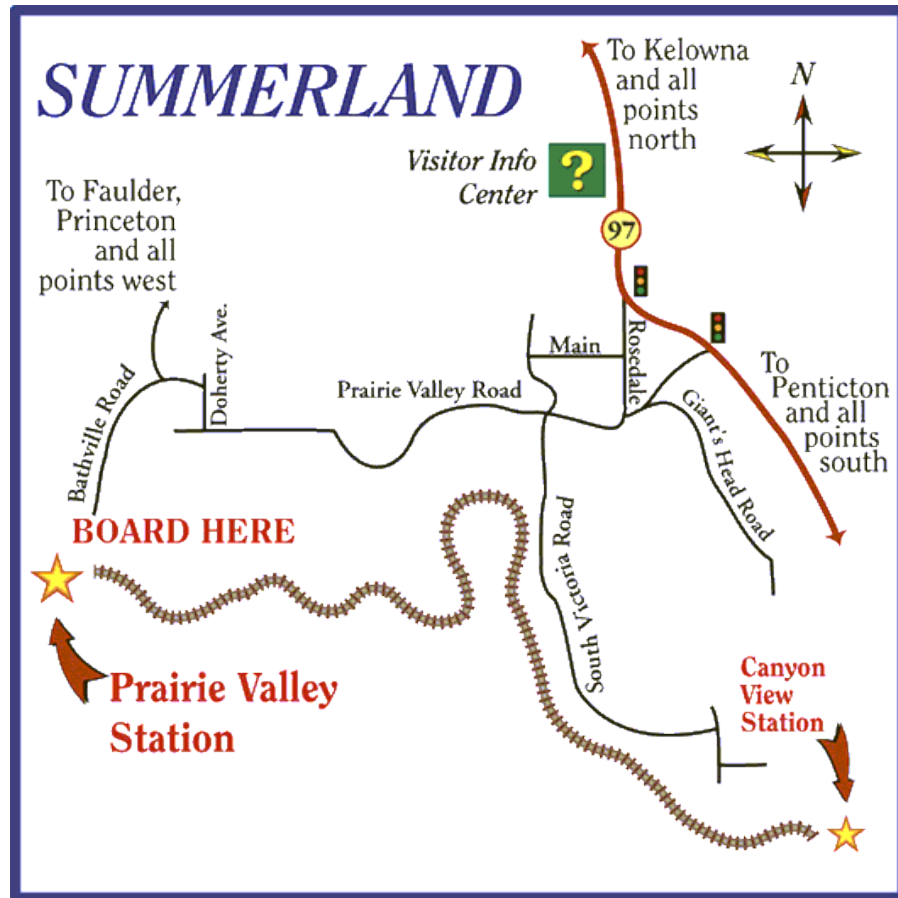 SUMMERLAND
To Kelowna
and all
points
north
N
Visitor Info
Center
?
97
To Faulder,
Princeton
and all
points west
Doherty Ave.
Bathville Road
Prairie Valley Road
Main
Rosedale
To
Penticton
and all
points
south
Giant's Head Road
South Victoria Road
BOARD HERE
Prairie Valley
Station
Canyon
View
Station